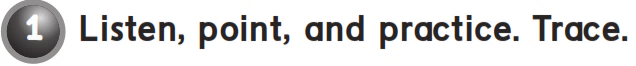 1 Listen, point, and practice. Trace.